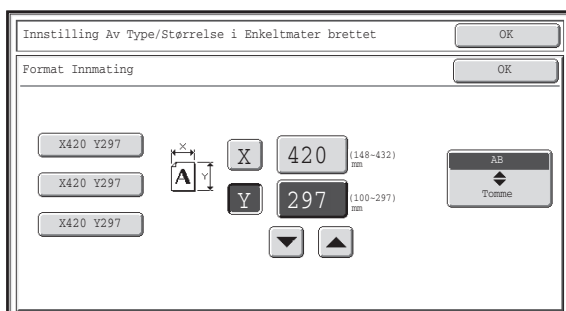 Innstilling Av Type/Størrelse i Enkeltmater brettet OK
Format Innmating OK
X420 Y297
X420 Y297
X420 Y297
X
A Y
X 420 (148~432)
mm
Y 297 (100~297)
mm
AB
Tomme